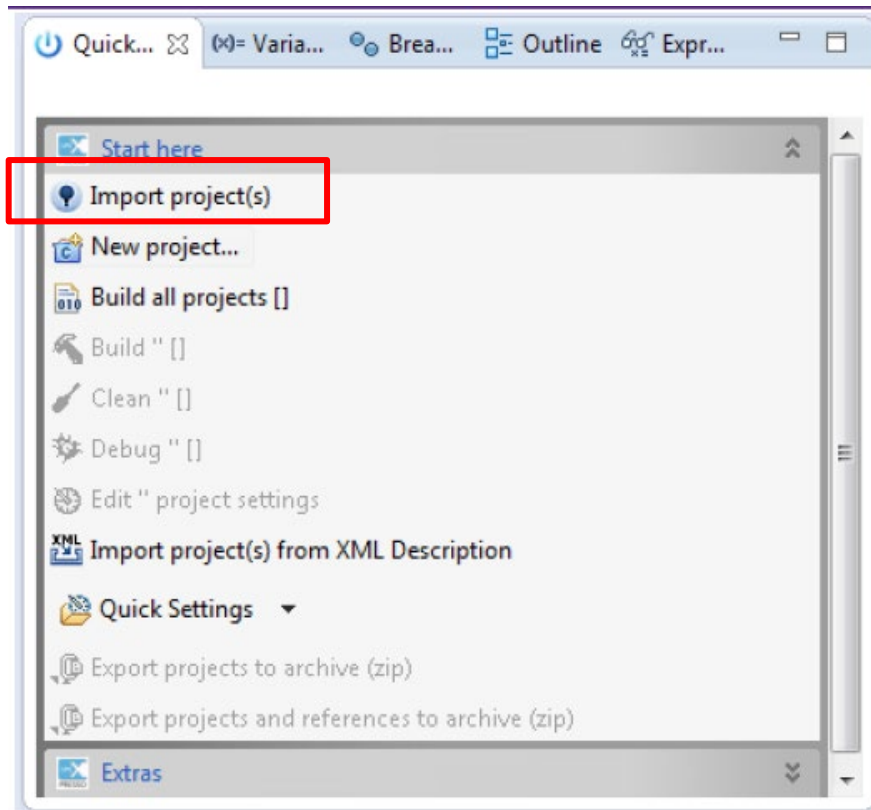 Quick... (x)= Varia... Brea... Outline Expr...
Start here
Import project(s)
New project...
Build all projects []
Build '' []
Clean '' []
Debug '' []
Edit '' project settings
Import project(s) from XML Description
Quick Settings
Export projects to archive (zip)
Export projects and references to archive (zip)
Extras